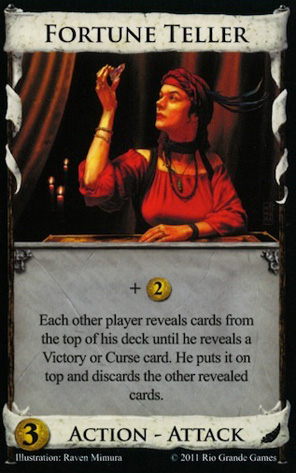 FORTUNE TELLER
+ 2
Each other player reveals cards from
the top of his deck until he reveals a
Victory or Curse card. He puts it on
top and discards the other revealed
cards.
3 ACTION - ATTACK
Illustration: Raven Mimura © 2011 Rio Grande Games